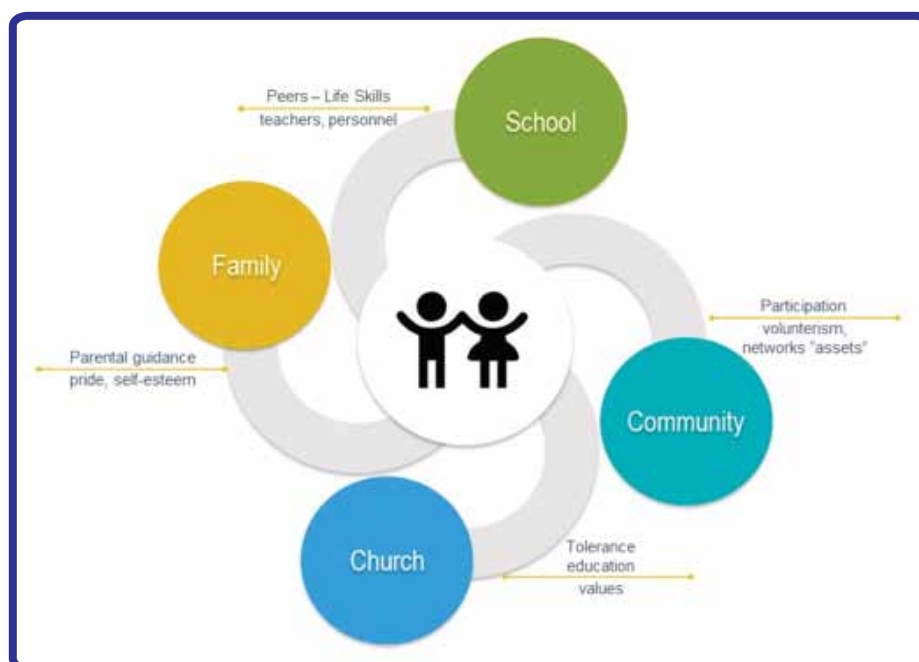 Peers – Life Skills
teachers, personnel
School
Family
Participation
volunterism,
networks "assets"
Parental guidance
pride, self-esteem
Community
Church
Tolerance
education
values